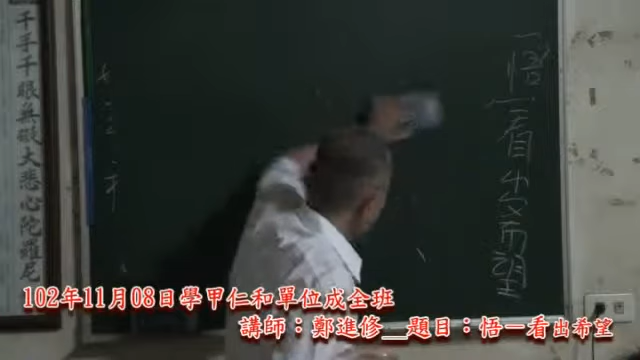 千手千眼無礙大悲心陀羅尼
悟一看出希望
102年11月08日學甲仁和單位成全班
講師：鄭進修__題目：悟－看出希望